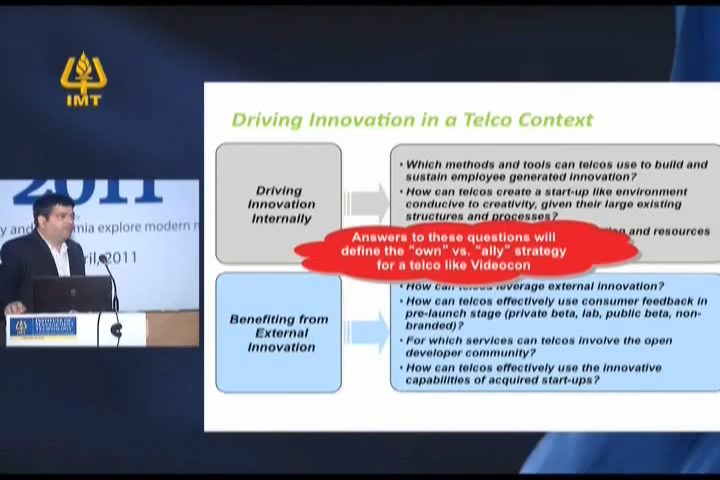 IMT
Driving Innovation in a Telco Context
Driving
Innovation
Internally
• Which methods and tools can telcos use to build and
sustain employee generated innovation?
• How can telcos create a start-up like environment
conducive to creativity, given their large existing
structures and processes?
and resources
Answers to these questions will
define the "own" vs. "ally" strategy
for a telco like Videocon
Benefiting from
External
Innovation
• How can telcos leverage external innovation?
• How can telcos effectively use consumer feedback in
pre-launch stage (private beta, lab, public beta, non-
branded)?
• For which services can telcos involve the open
developer community?
• How can telcos effectively use the innovative
capabilities of acquired start-ups?
2011
explore modern
2011
INSTITUTE OF
TECHNOLOGY